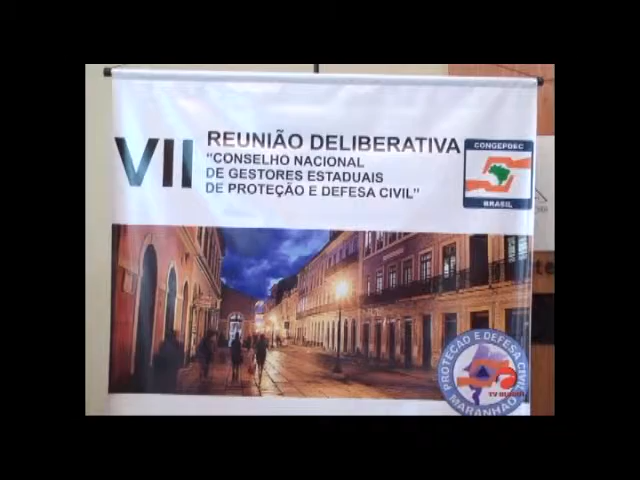 VII
REUNIÃO DELIBERATIVA
"CONSELHO NACIONAL
DE GESTORES ESTADUAIS
DE PROTEÇÃO E DEFESA CIVIL"
CONGEPDEC
BRASIL
PROTEÇÃO E DEFESA CIVIL
MARANHÃO